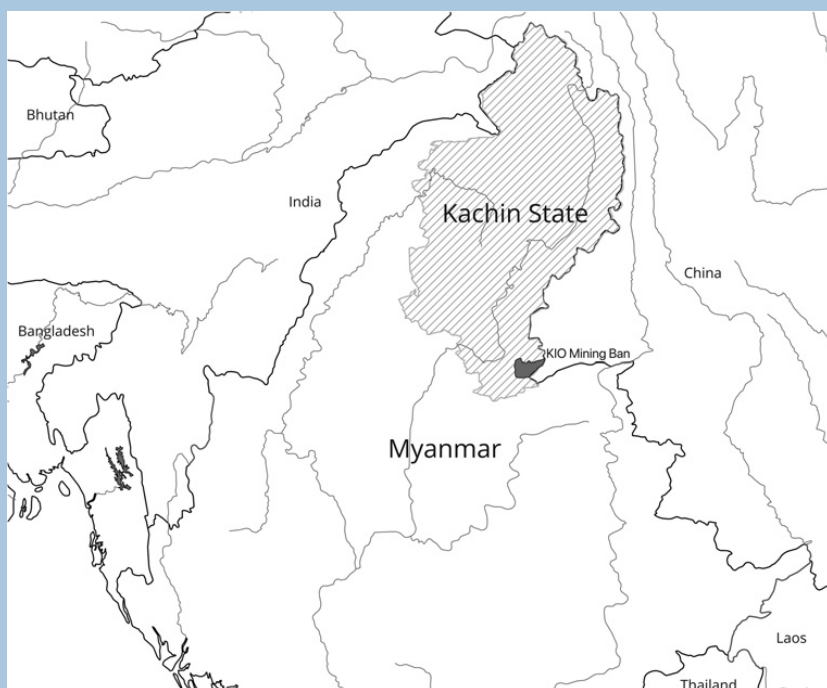 Bhutan
India
Kachin State
China
Bangladesh
KIO Mining Ban
Myanmar
Laos
Thailand